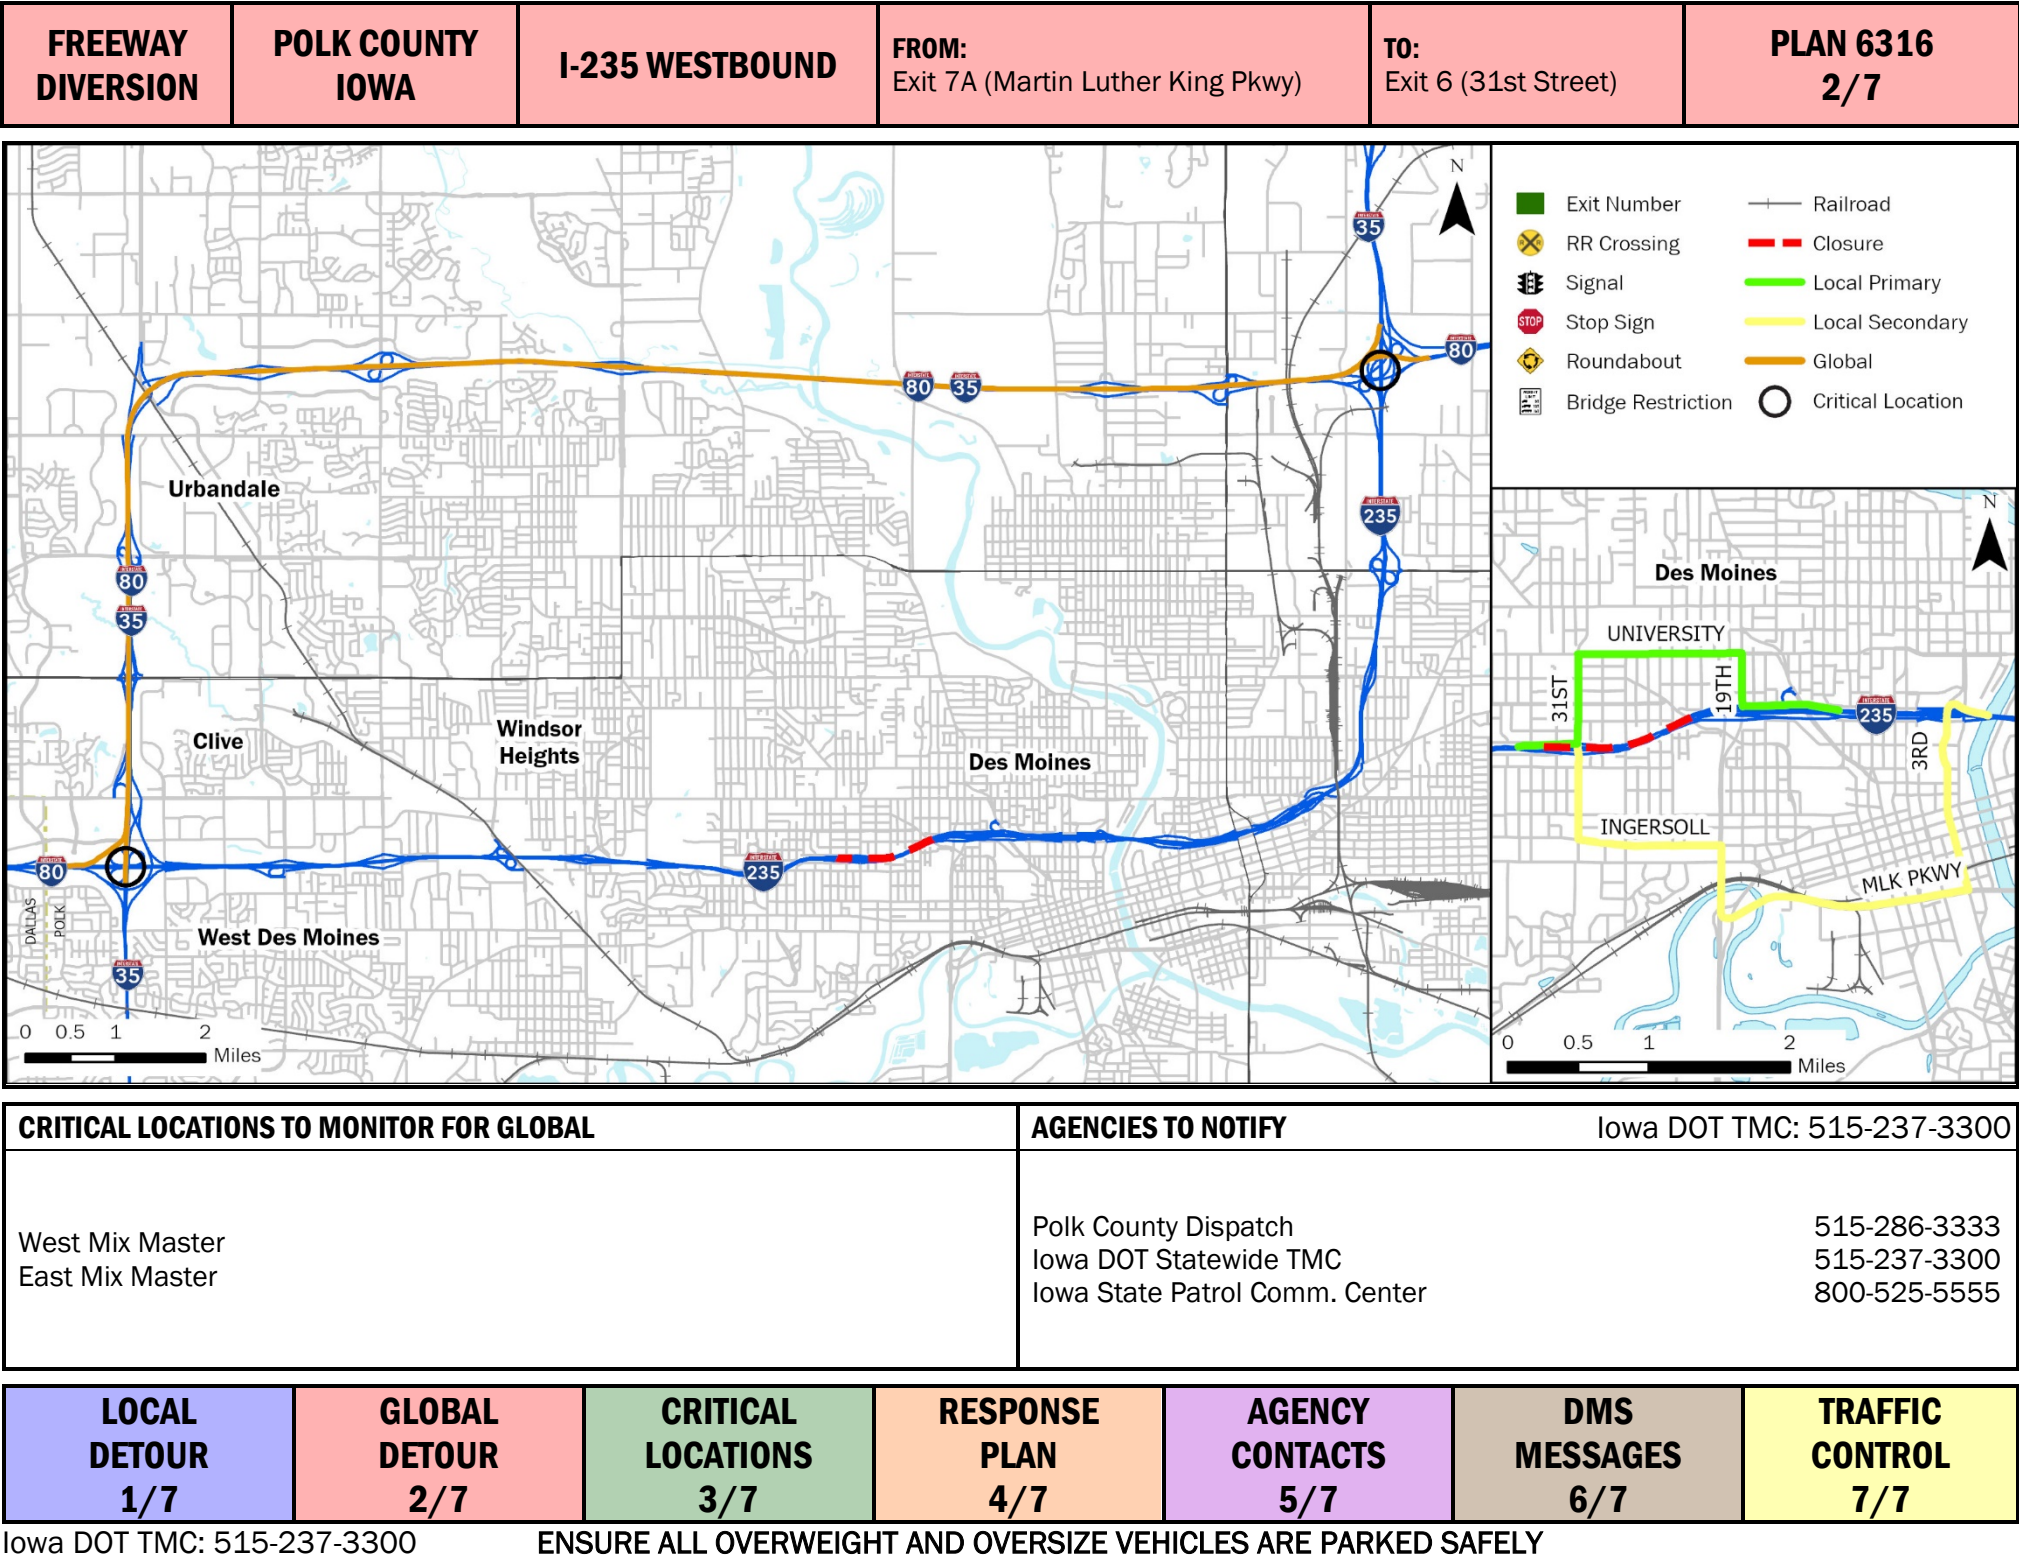 FREEWAY
DIVERSION
POLK COUNTY
IOWA
I-235 WESTBOUND
FROM:
Exit 7A (Martin Luther King Pkwy)
TO:
Exit 6 (31st Street)
PLAN 6316
2/7
N
35
80
80
35
235
Urbandale
80
35
Clive
Windsor
Heights
Des Moines
80
235
DALLAS
POLK
West Des Moines
35
0 0.5 1 2
Miles
Exit Number
Railroad
RR Crossing
Closure
Signal
Local Primary
STOP
Stop Sign
Local Secondary
Roundabout
Global
Bridge Restriction
Critical Location
N
Des Moines
UNIVERSITY
31ST
19TH
235
3RD
INGERSOLL
MLK PKWY
0 0.5 1 2
Miles
CRITICAL LOCATIONS TO MONITOR FOR GLOBAL
West Mix Master
East Mix Master
AGENCIES TO NOTIFY Iowa DOT TMC: 515-237-3300
Polk County Dispatch 515-286-3333
Iowa DOT Statewide TMC 515-237-3300
Iowa State Patrol Comm. Center 800-525-5555
LOCAL
DETOUR
1/7
GLOBAL
DETOUR
2/7
CRITICAL
LOCATIONS
3/7
RESPONSE
PLAN
4/7
AGENCY
CONTACTS
5/7
DMS
MESSAGES
6/7
TRAFFIC
CONTROL
7/7
Iowa DOT TMC: 515-237-3300 ENSURE ALL OVERWEIGHT AND OVERSIZE VEHICLES ARE PARKED SAFELY